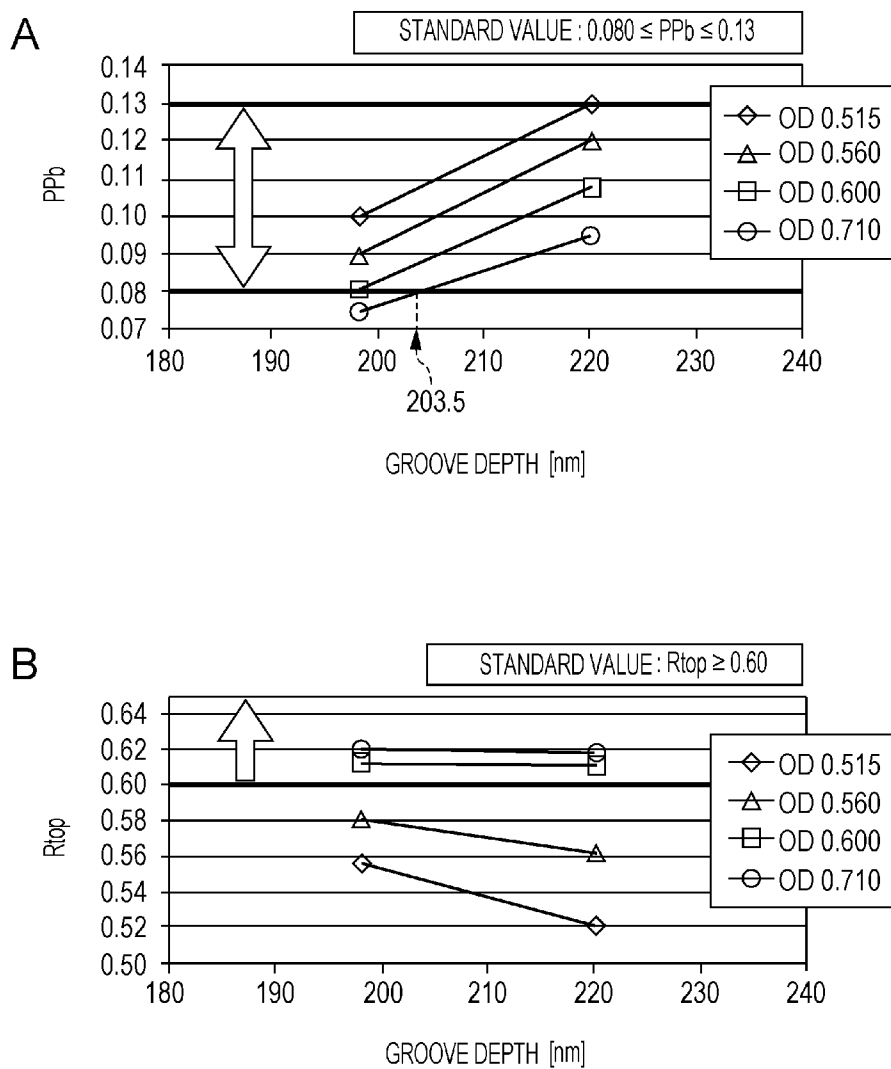 A
STANDARD VALUE : 0.080 ≤ PPb ≤ 0.13
0.14
0.13
0.12
0.11
0.10
0.09
0.08
0.07
PPb
180 190 200 210 220 230 240
203.5
GROOVE DEPTH [nm]
OD 0.515
OD 0.560
OD 0.600
OD 0.710
B
STANDARD VALUE : Rtop ≥ 0.60
0.64
0.62
0.60
0.58
0.56
0.54
0.52
0.50
Rtop
180 190 200 210 220 230 240
GROOVE DEPTH [nm]
OD 0.515
OD 0.560
OD 0.600
OD 0.710